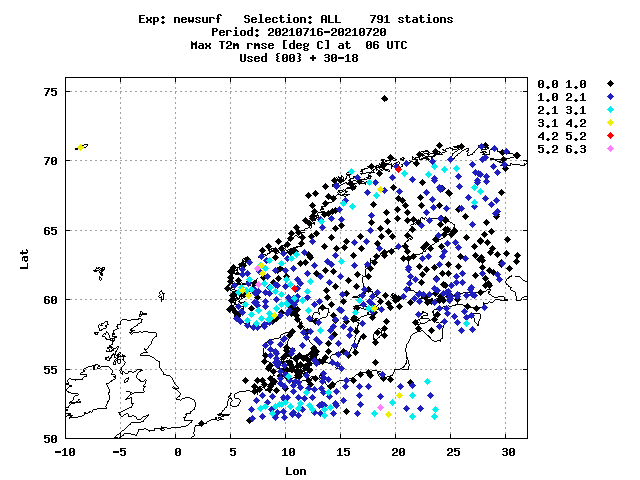 Exp: newsurf   Selection: ALL    791 stations
Period: 20210716-20210720
Max T2m rmse [deg C] at  06 UTC
Used {00} + 30-18
0.0 1.0
1.0 2.1
2.1 3.1
3.1 4.2
4.2 5.2
5.2 6.3
75
70
65
60
55
50
Lat
-10 -5 0 5 10 15 20 25 30
Lon